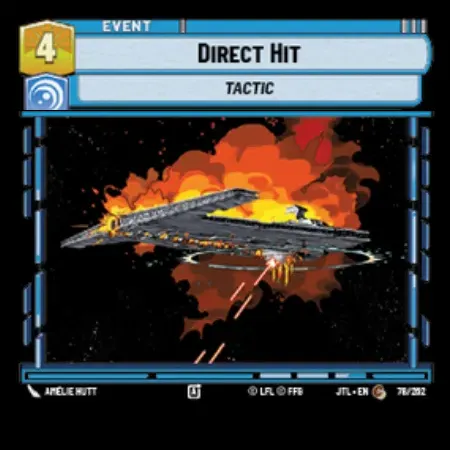 EVENT
4
DIRECT HIT
TACTIC
AMÉLIE HUTT
A
© LFL © FFG
JTL • EN
78/262